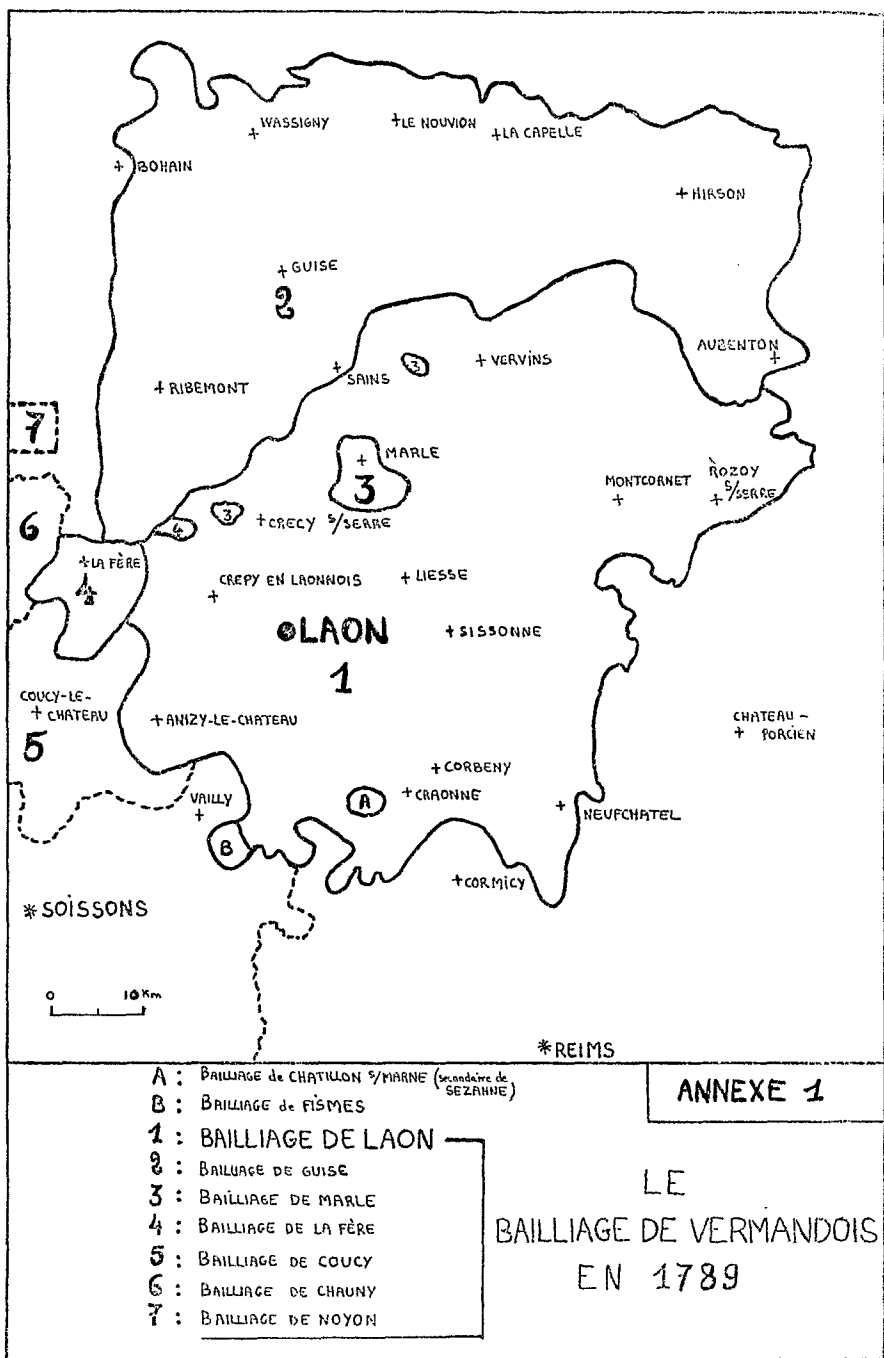 WASSIGNY
LE NOUVION
LA CAPELLE
BOHAIN
HIRSON
GUISE
2
AUBENTON
SAINS
3
VERVINS
RIBEMONT
7
MARLE
3
MONTCORNET
ROZOY
S/SERRE
6
4
3
CRECY S/SERRE
LA FÈRE
4
CREPY EN LAONNOIS
LIESSE
LAON
SISSONNE
1
COUCY-LE-
CHATEAU
ANIZY-LE-CHATEAU
CHATEAU-
PORCIEN
5
CORBENY
VAILLY
A
CRAONNE
NEUFCHATEL
B
CORMICY
*SOISSONS
0 10 Km
*REIMS
A : BAILLIAGE de CHATILLON S/MARNE (secondaire de
SEZANNE)
B : BAILLIAGE de FISMES
1 : BAILLIAGE DE LAON
2 : BAILLIAGE DE GUISE
3 : BAILLIAGE DE MARLE
4 : BAILLIAGE DE LA FÈRE
5 : BAILLIAGE DE COUCY
6 : BAILLIAGE DE CHAUNY
7 : BAILLIAGE DE NOYON
ANNEXE 1
LE
BAILLIAGE DE VERMANDOIS
EN 1789